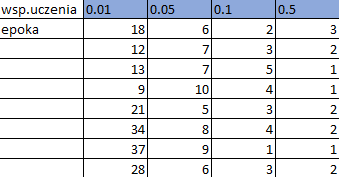 wsp.uczenia 0.01 0.05 0.1 0.5
epoka 18 6 2 3
12 7 3 2
13 7 5 1
9 10 4 1
21 5 3 2
34 8 4 2
37 9 1 1
28 6 3 2